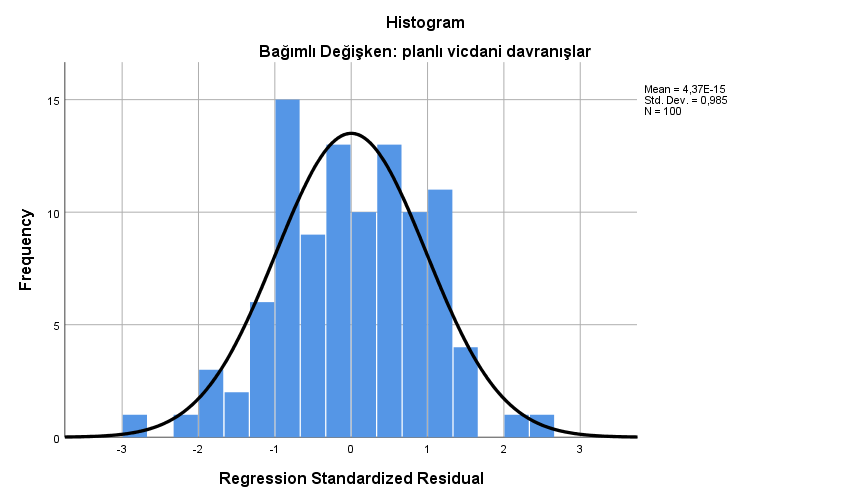 Histogram
Bağımlı Değişken: planlı vicdani davranışlar
Mean = 4,37E-15
Std. Dev. = 0,985
N = 100
Frequency
15
10
5
0
-3 -2 -1 0 1 2 3
Regression Standardized Residual